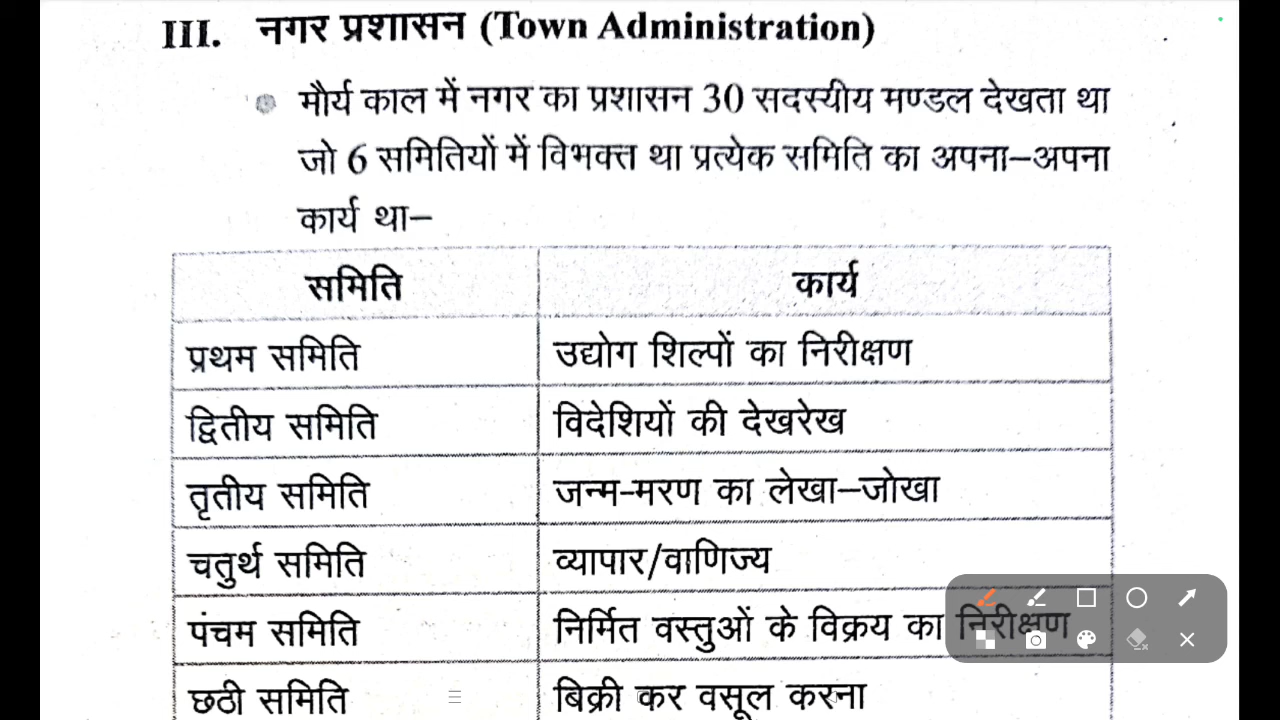 III. नगर प्रशासन (Town Administration)
मौर्य काल में नगर का प्रशासन 30 सदस्यीय मण्डल देखता था
जो 6 समितियों में विभक्त था प्रत्येक समिति का अपना–अपना
कार्य था–
समिति कार्य
प्रथम समिति उद्योग शिल्पों का निरीक्षण
द्वितीय समिति विदेशियों की देखरेख
तृतीय समिति जन्म-मरण का लेखा–जोखा
चतुर्थ समिति व्यापार/वाणिज्य
पंचम समिति निर्मित वस्तुओं के विक्रय का निरीक्षण
छठी समिति बिक्री कर वसूल करना